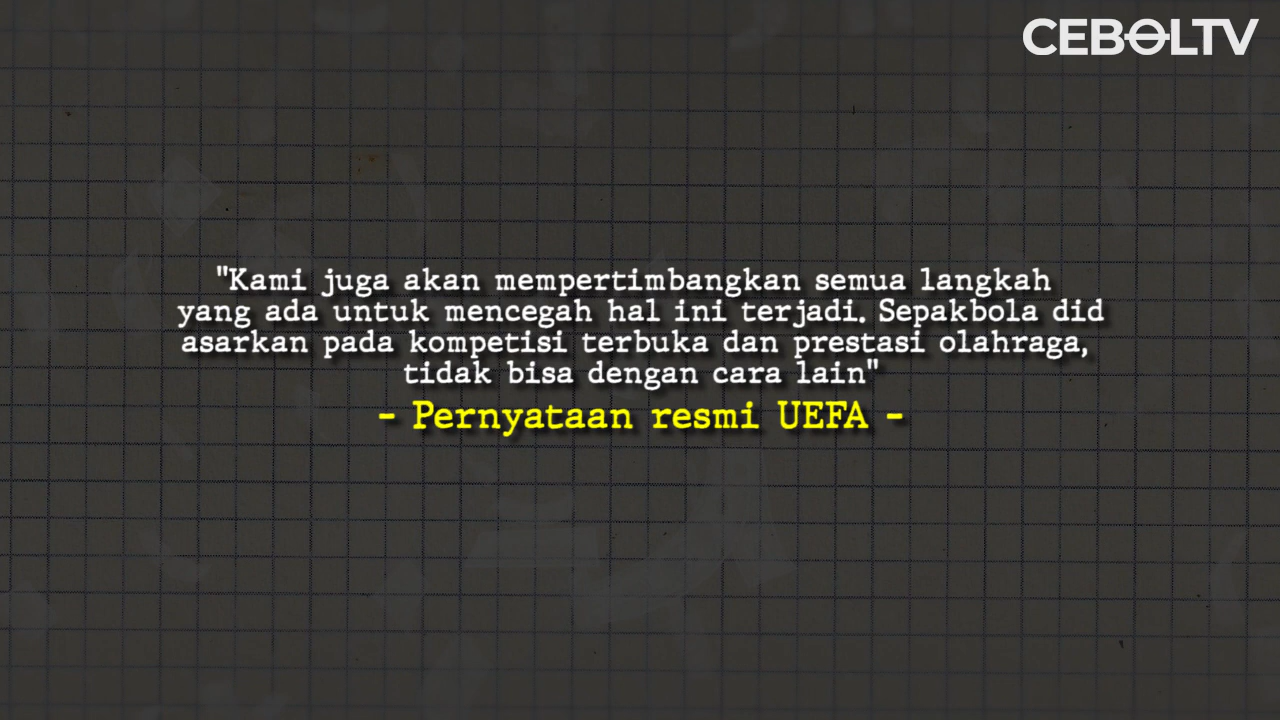 CEBOLTV
"Kami juga akan mempertimbangkan semua langkah
yang ada untuk mencegah hal ini terjadi. Sepakbola did
asarkan pada kompetisi terbuka dan prestasi olahraga,
tidak bisa dengan cara lain"
- Pernyataan resmi UEFA -